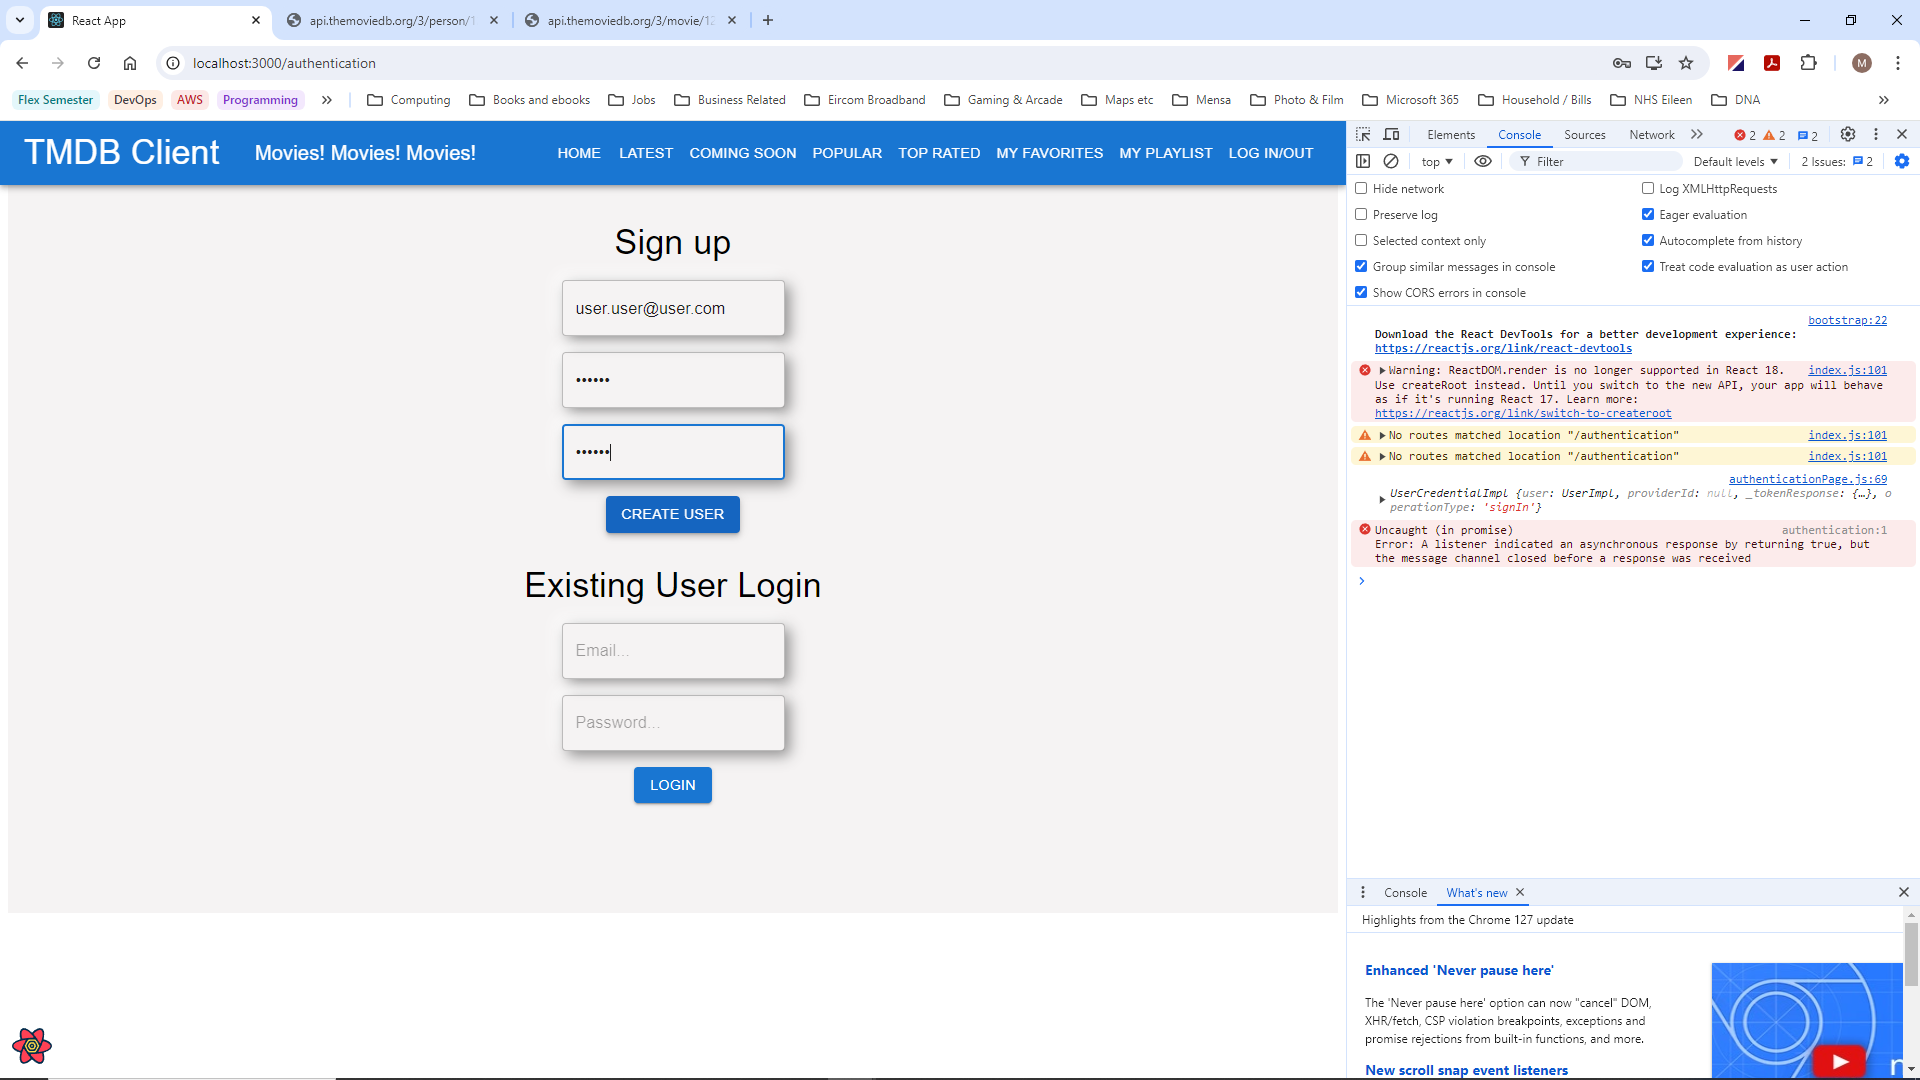 React App
api.themoviedb.org/3/person/1
api.themoviedb.org/3/movie/12
localhost:3000/authentication
M
Flex Semester DevOps AWS Programming Computing Books and ebooks Jobs Business Related Eircom Broadband Gaming & Arcade Maps etc Mensa Photo & Film Microsoft 365 Household / Bills NHS Eileen DNA
TMDB Client Movies! Movies! Movies! HOME LATEST COMING SOON POPULAR TOP RATED MY FAVORITES MY PLAYLIST LOG IN/OUT
Sign up
user.user@user.com
••••••
••••••
CREATE USER
Existing User Login
Email...
Password...
LOGIN
Elements Console Sources Network 2 2 2
top Filter Default levels 2 Issues: 2
Hide network Log XMLHttpRequests
Preserve log Eager evaluation
Selected context only Autocomplete from history
Group similar messages in console Treat code evaluation as user action
Show CORS errors in console
bootstrap:22
Download the React DevTools for a better development experience:
https://reactjs.org/link/react-devtools
Warning: ReactDOM.render is no longer supported in React 18. index.js:101
Use createRoot instead. Until you switch to the new API, your app will behave
as if it's running React 17. Learn more:
https://reactjs.org/link/switch-to-createroot
No routes matched location "/authentication" index.js:101
No routes matched location "/authentication" index.js:101
authenticationPage.js:69
UserCredentialImpl {user: UserImpl, providerId: null, _tokenResponse: {…}, o
perationType: 'signIn'}
Uncaught (in promise) authentication:1
Error: A listener indicated an asynchronous response by returning true, but
the message channel closed before a response was received
Console What's new
Highlights from the Chrome 127 update
Enhanced 'Never pause here'
The 'Never pause here' option can now "cancel" DOM,
XHR/fetch, CSP violation breakpoints, exceptions and
promise rejections from built-in functions, and more.
New scroll snap event listeners